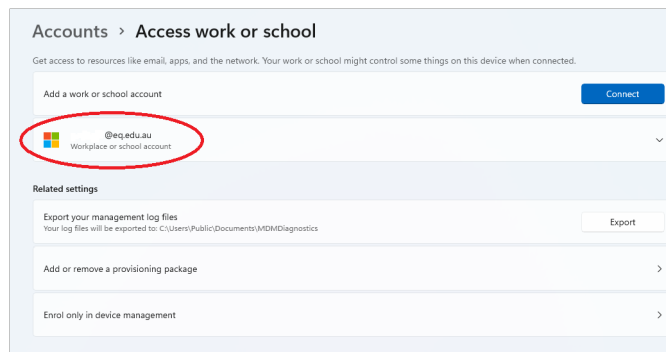 Accounts > Access work or school
Get access to resources like email, apps, and the network. Your work or school might control some things on this device when connected.
Add a work or school account
Connect
@eq.edu.au
Workplace or school account
Related settings
Export your management log files
Your log files will be exported to: C:\Users\Public\Documents\MDMDiagnostics
Export
Add or remove a provisioning package
Enrol only in device management